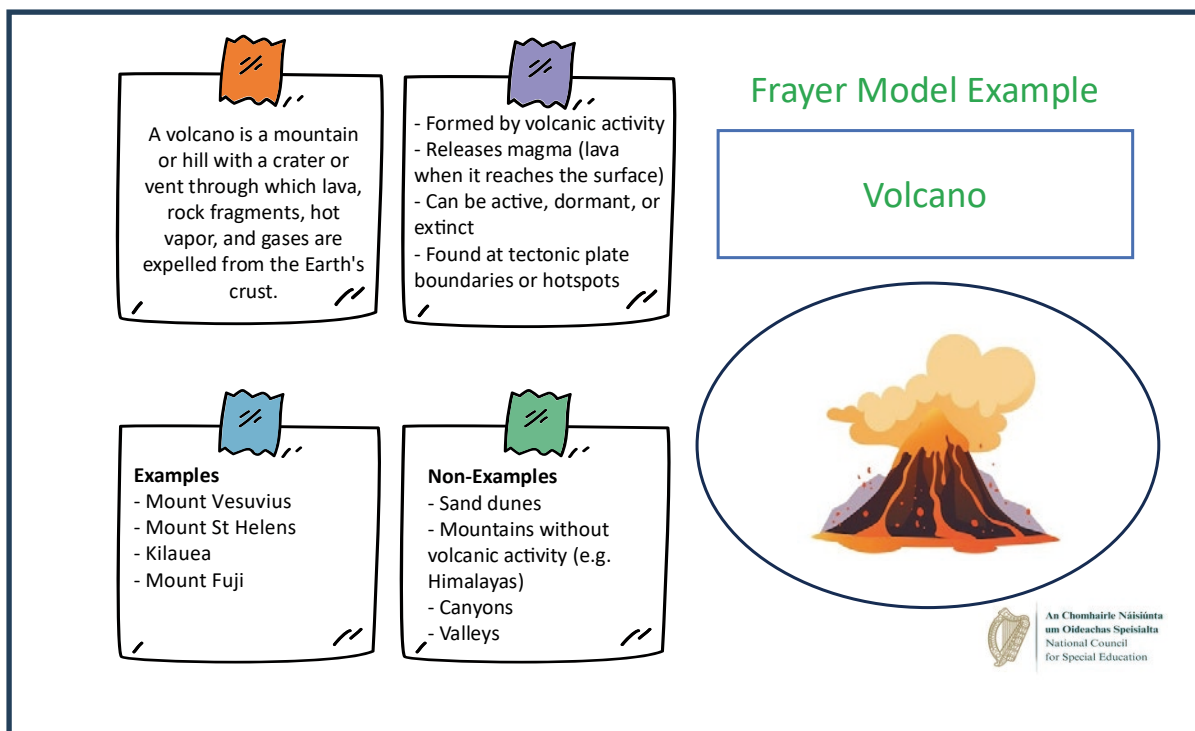 Frayer Model Example
Volcano
A volcano is a mountain
or hill with a crater or
vent through which lava,
rock fragments, hot
vapor, and gases are
expelled from the Earth's
crust.
- Formed by volcanic activity
- Releases magma (lava
when it reaches the surface)
- Can be active, dormant, or
extinct
- Found at tectonic plate
boundaries or hotspots
Examples
- Mount Vesuvius
- Mount St Helens
- Kilauea
- Mount Fuji
Non-Examples
- Sand dunes
- Mountains without
volcanic activity (e.g.
Himalayas)
- Canyons
- Valleys
An Chomhairle Náisiúnta
um Oideachas Speisialta
National Council
for Special Education